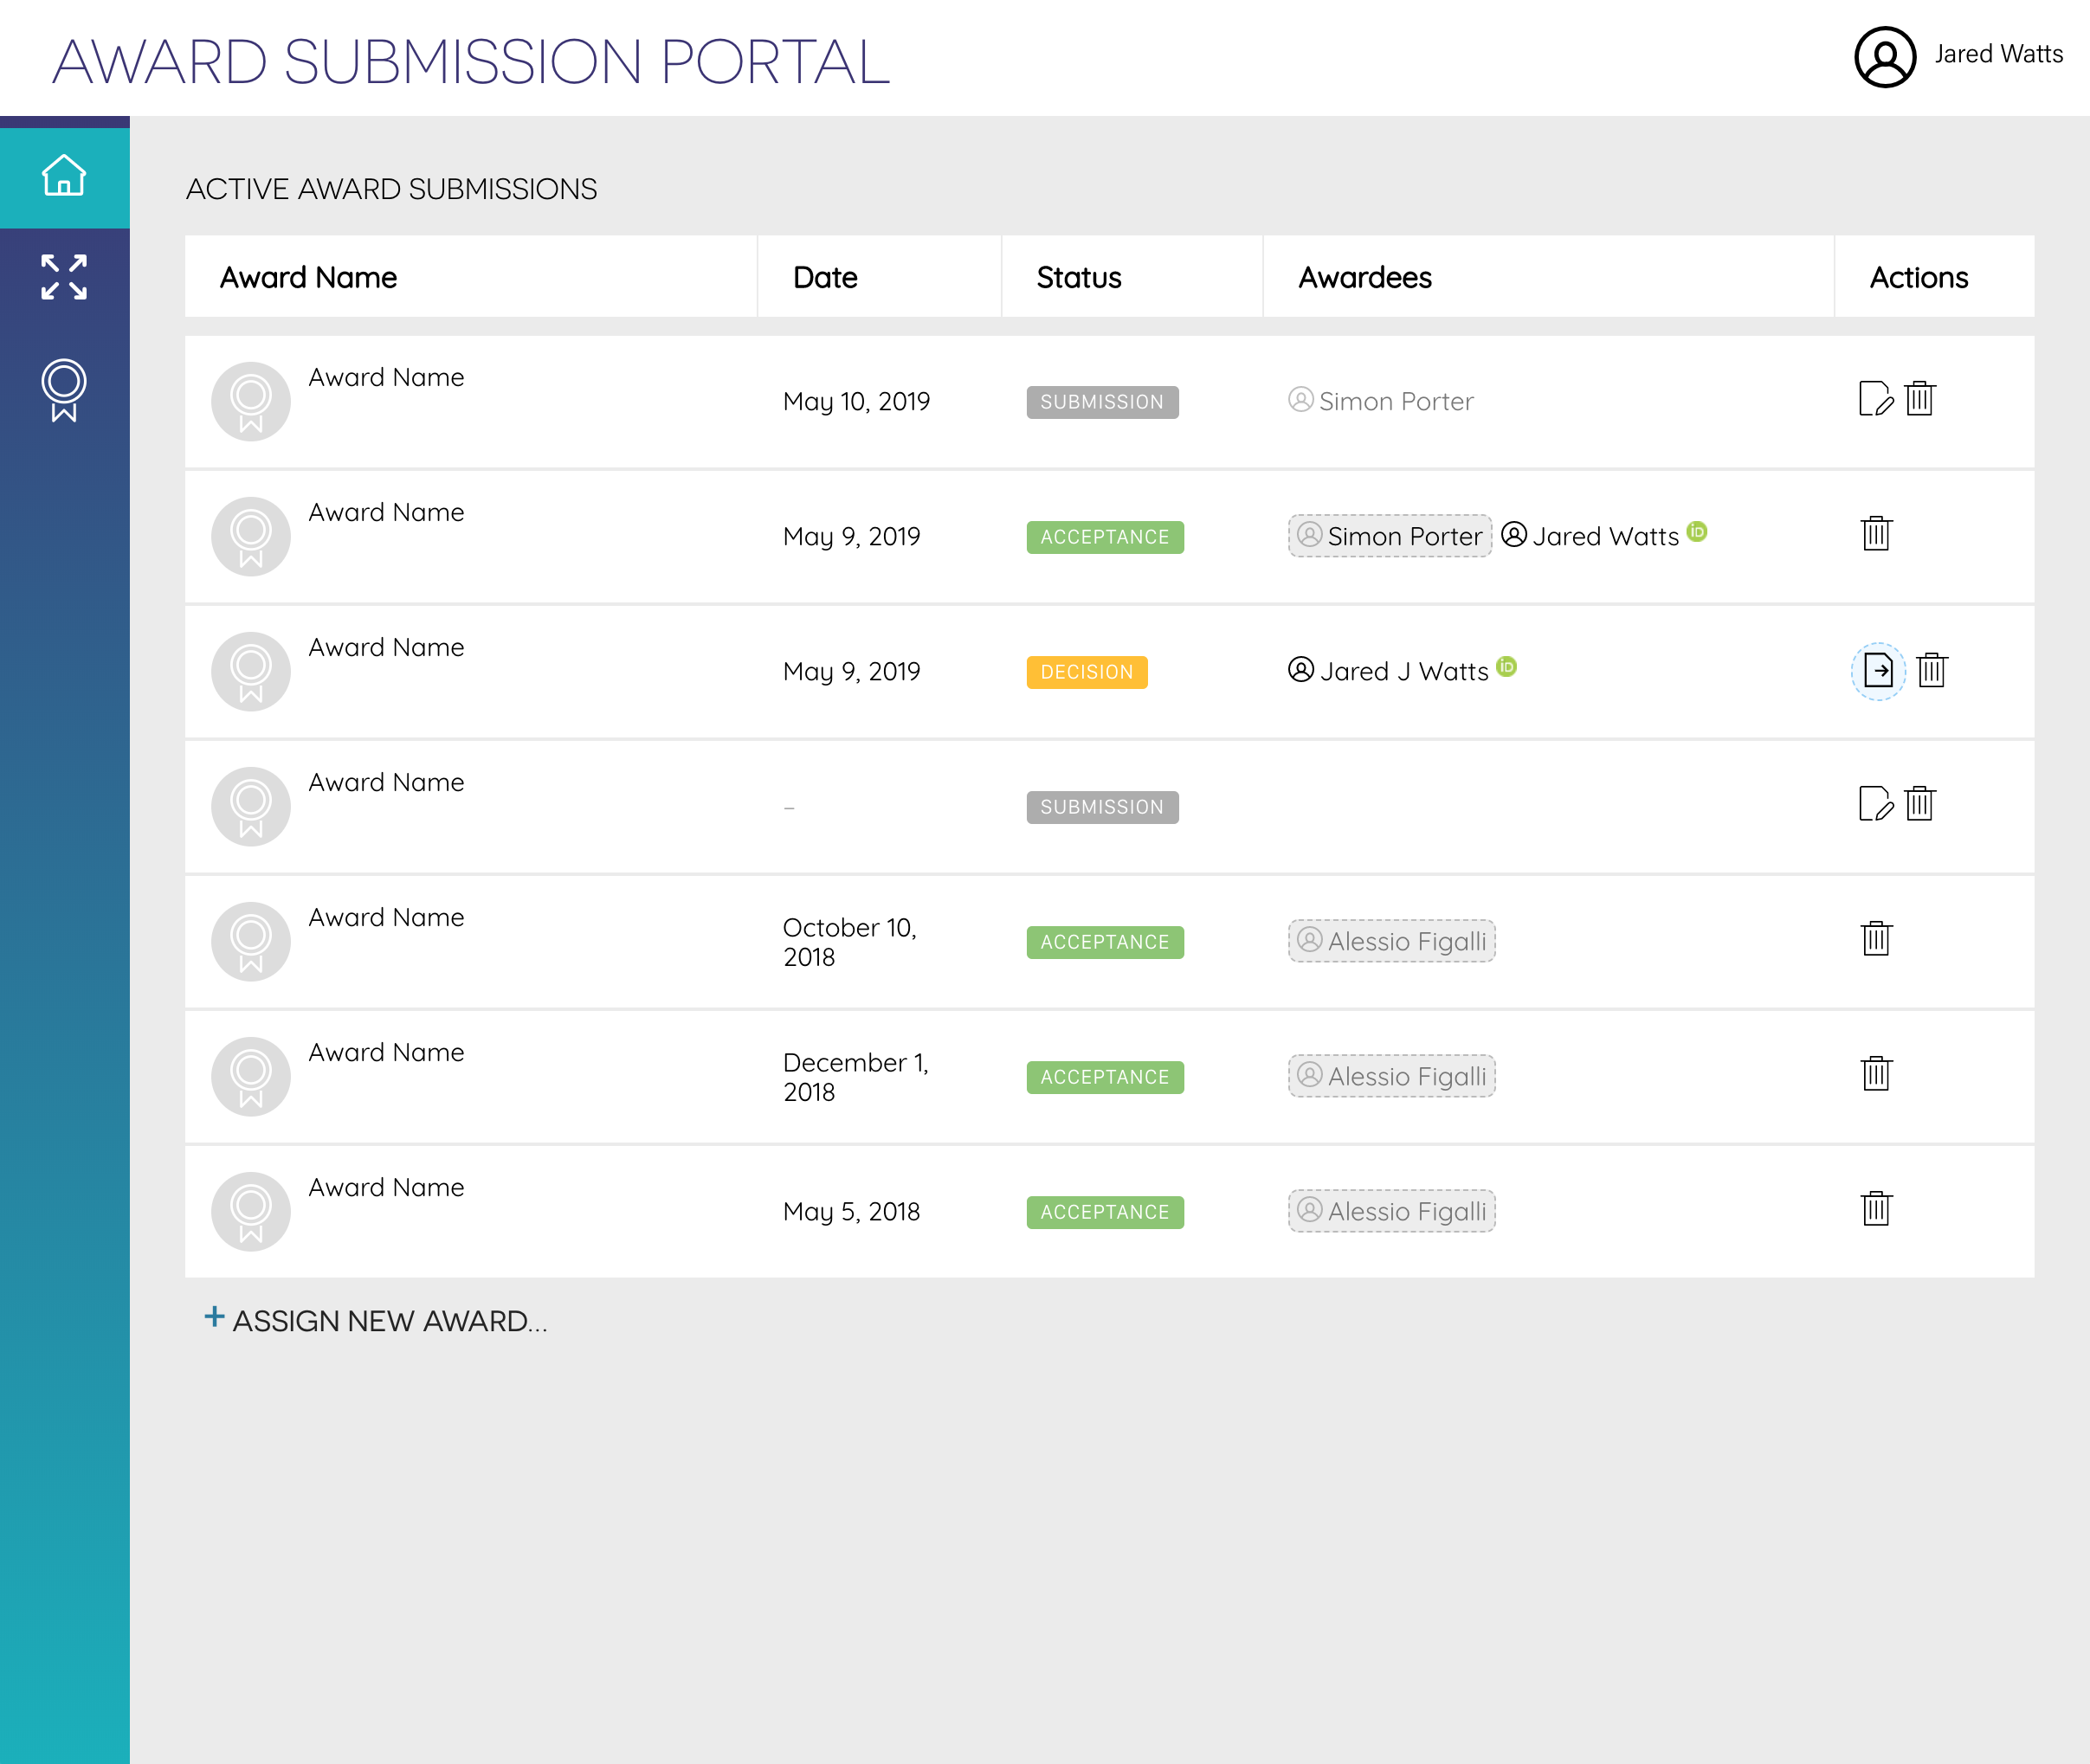 AWARD SUBMISSION PORTAL
Jared Watts
ACTIVE AWARD SUBMISSIONS
Award Name Date Status Awardees Actions
Award Name
May 10, 2019 SUBMISSION Simon Porter
Award Name
May 9, 2019 ACCEPTANCE Simon Porter Jared Watts iD
Award Name
May 9, 2019 DECISION Jared J Watts iD
Award Name
– SUBMISSION
Award Name
October 10,
2018
ACCEPTANCE Alessio Figalli
Award Name
December 1,
2018
ACCEPTANCE Alessio Figalli
Award Name
May 5, 2018 ACCEPTANCE Alessio Figalli
+ ASSIGN NEW AWARD...